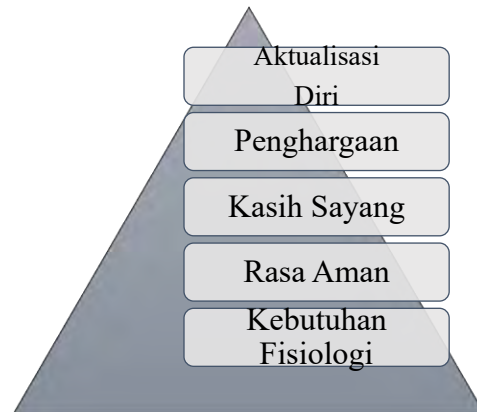 Aktualisasi
Diri
Penghargaan
Kasih Sayang
Rasa Aman
Kebutuhan
Fisiologi